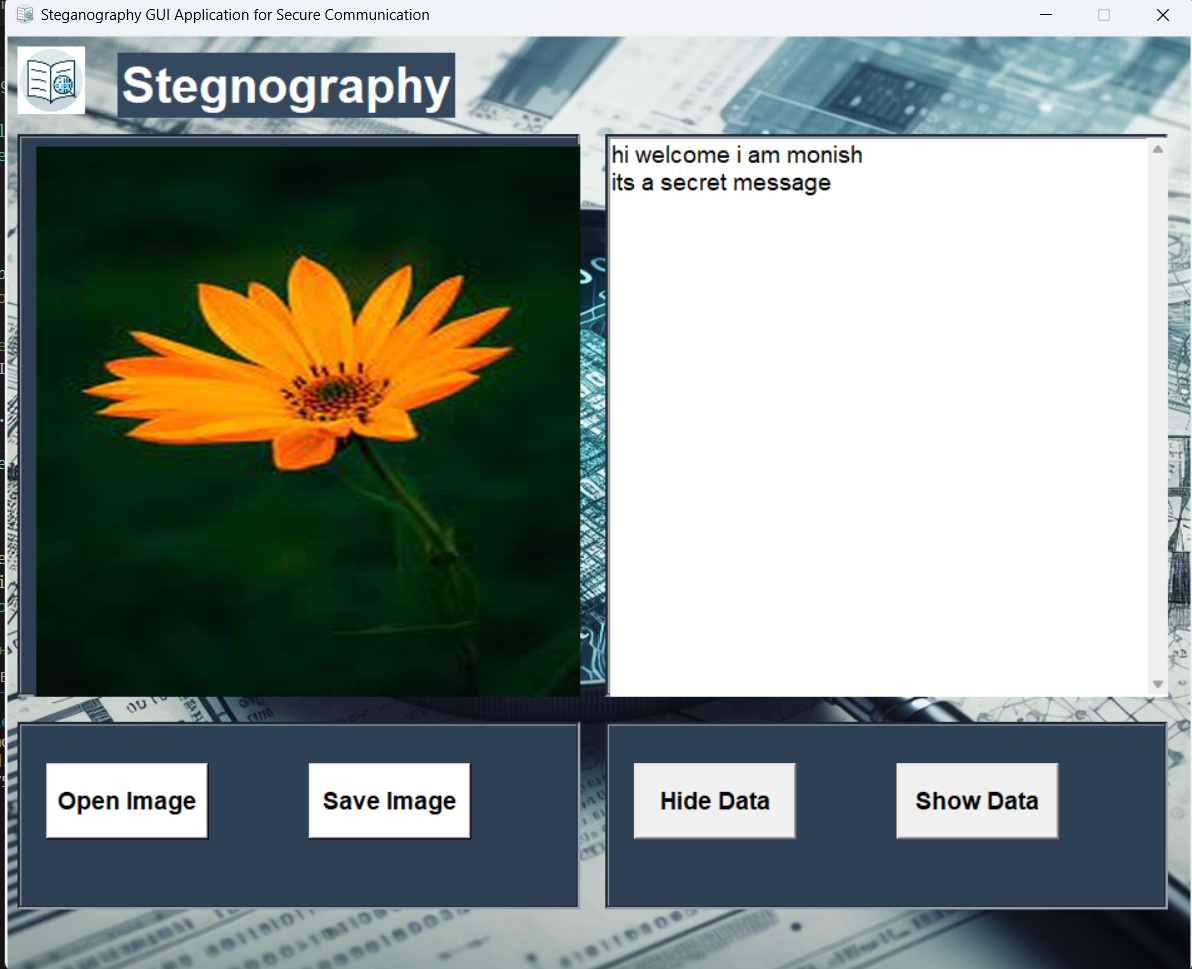 Steganography GUI Application for Secure Communication
Stegnography
hi welcome i am monish
its a secret message
Open Image
Save Image
Hide Data
Show Data